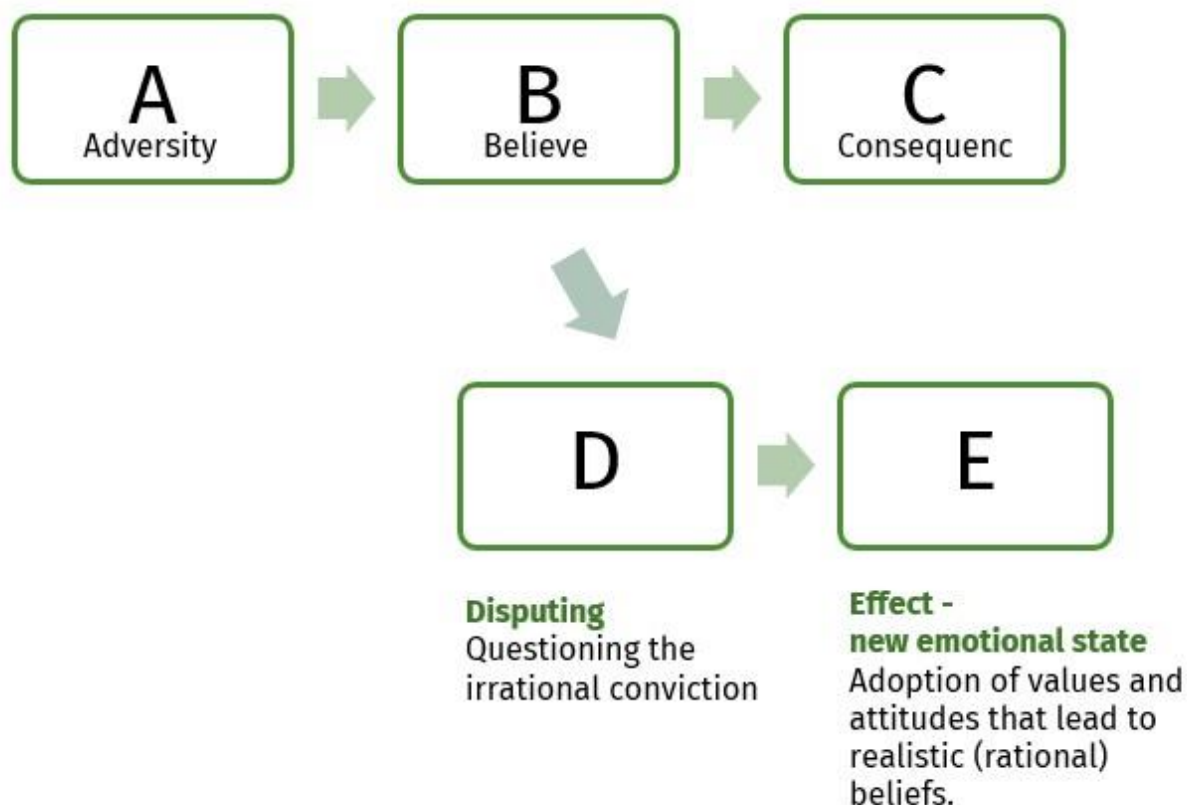 A
Adversity
B
Believe
C
Consequenc
D
E
Disputing
Questioning the
irrational conviction
Effect -
new emotional state
Adoption of values and
attitudes that lead to
realistic (rational)
beliefs.